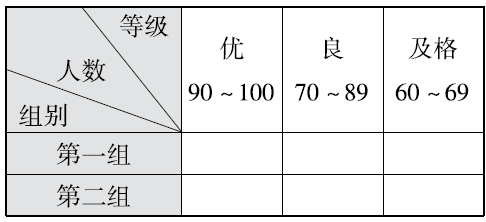 等级
人数
组别
优
90 ~ 100
良
70 ~ 89
及格
60 ~ 69
第一组
第二组